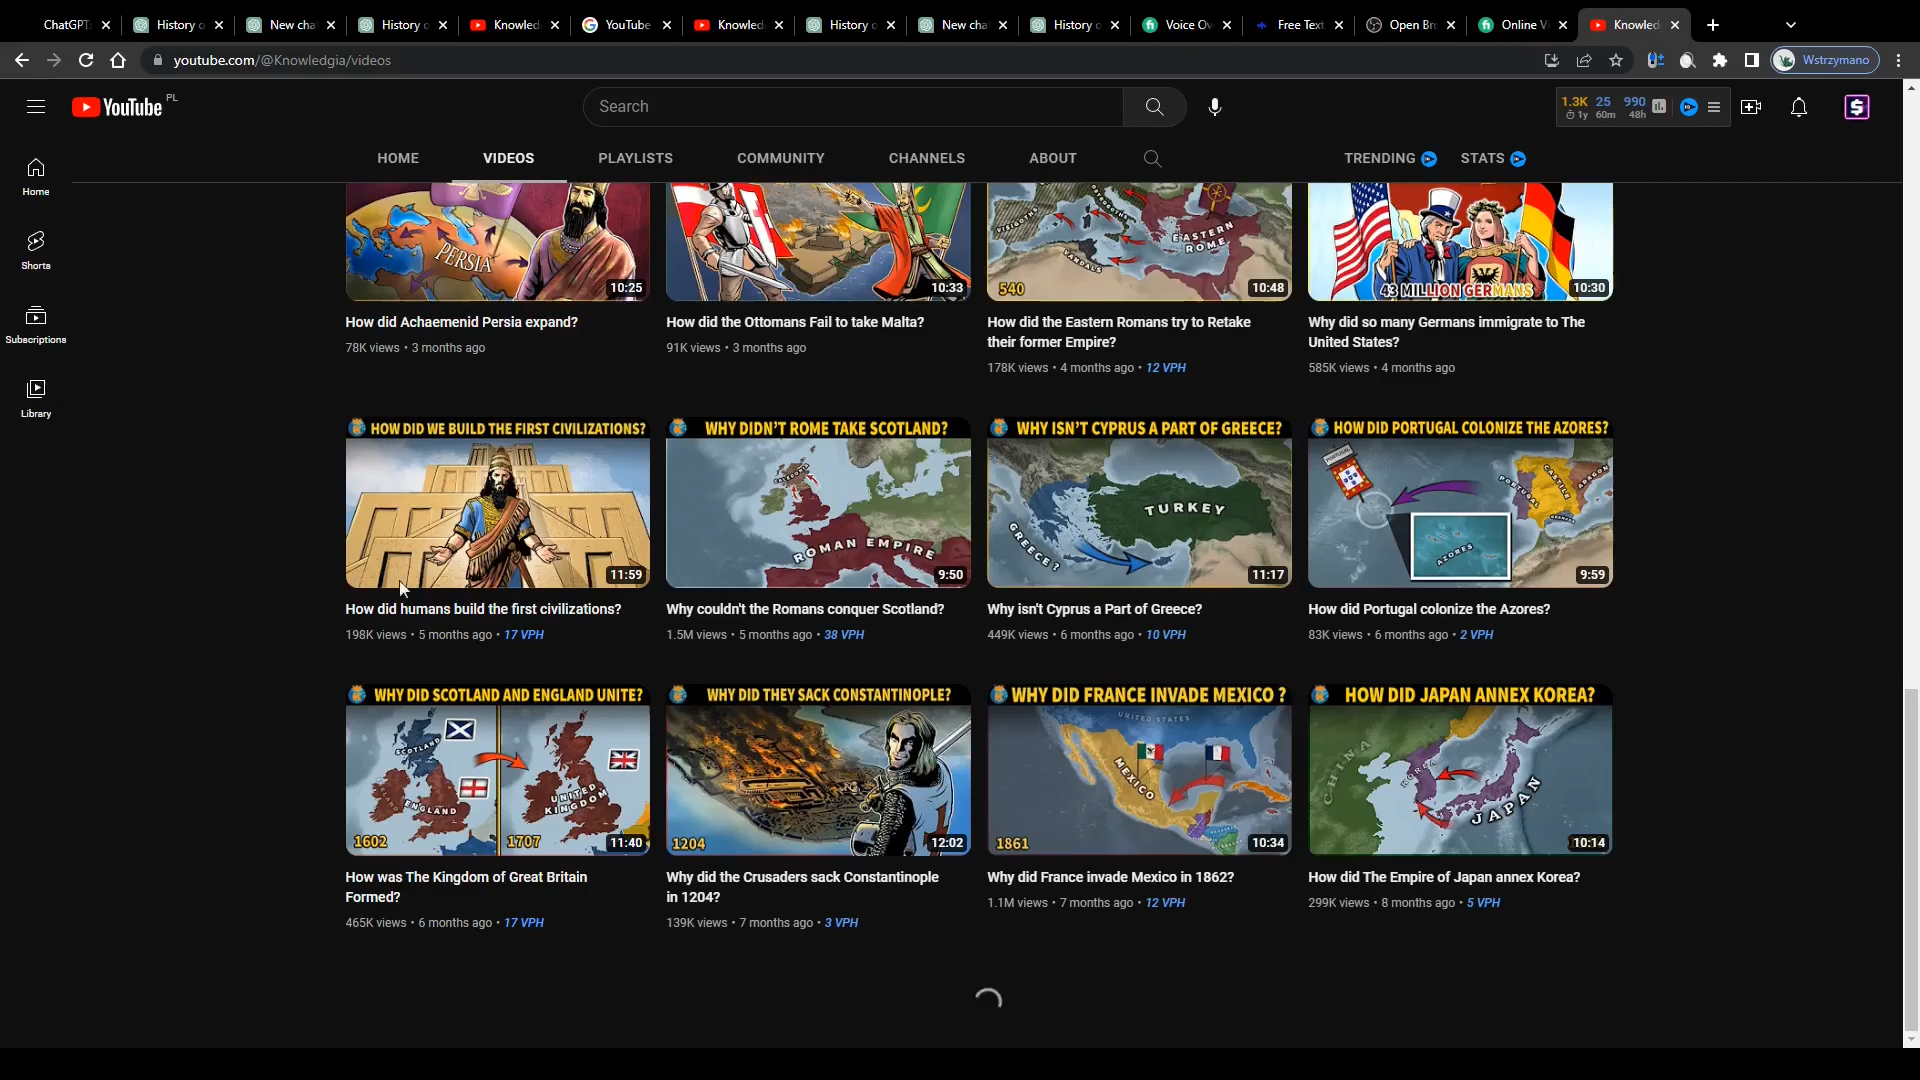 ChatGPT: History o New cha History o Knowled YouTube Knowled History o New cha History o Voice Ov Free Text Open Br Online Vi Knowled
youtube.com/@Knowledgia/videos Wstrzymano
YouTube PL Search 1.3K 25 990
1y 60m 48h
HOME VIDEOS PLAYLISTS COMMUNITY CHANNELS ABOUT TRENDING STATS
Home
Shorts
Subscriptions
Library
PERSIA
10:25
10:33
VISIGOTHS
OSTROGOTHS
VANDALS
EASTERN
ROME
540
10:48
43 MILLION GERMANS
10:30
How did Achaemenid Persia expand?
78K views • 3 months ago
How did the Ottomans Fail to take Malta?
91K views • 3 months ago
How did the Eastern Romans try to Retake
their former Empire?
178K views • 4 months ago • 12 VPH
Why did so many Germans immigrate to The
United States?
585K views • 4 months ago
HOW DID WE BUILD THE FIRST CIVILIZATIONS?
11:59
WHY DIDN'T ROME TAKE SCOTLAND?
CALEDONIA
ROMAN EMPIRE
9:50
WHY ISN'T CYPRUS A PART OF GREECE?
TURKEY
GREECE ?
11:17
HOW DID PORTUGAL COLONIZE THE AZORES?
PORTUGAL
PORTUGAL
CASTILE
ARAGON
GRANADA
AZORES
9:59
How did humans build the first civilizations?
198K views • 5 months ago • 17 VPH
Why couldn't the Romans conquer Scotland?
1.5M views • 5 months ago • 38 VPH
Why isn't Cyprus a Part of Greece?
449K views • 6 months ago • 10 VPH
How did Portugal colonize the Azores?
83K views • 6 months ago • 2 VPH
WHY DID SCOTLAND AND ENGLAND UNITE?
SCOTLAND
ENGLAND
UNITED
KINGDOM
1602
1707
11:40
WHY DID THEY SACK CONSTANTINOPLE?
1204
12:02
WHY DID FRANCE INVADE MEXICO ?
UNITED STATES
MEXICO
1861
10:34
HOW DID JAPAN ANNEX KOREA?
CHINA
KOREA
JAPAN
10:14
How was The Kingdom of Great Britain
Formed?
465K views • 6 months ago • 17 VPH
Why did the Crusaders sack Constantinople
in 1204?
139K views • 7 months ago • 3 VPH
Why did France invade Mexico in 1862?
1.1M views • 7 months ago • 12 VPH
How did The Empire of Japan annex Korea?
299K views • 8 months ago • 5 VPH